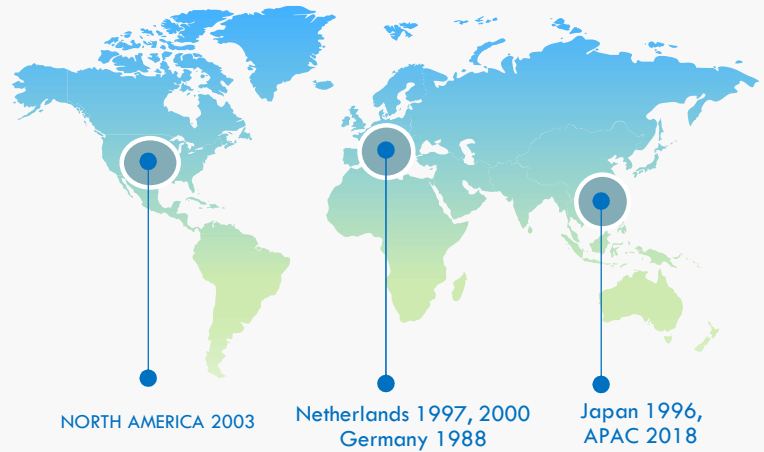 NORTH AMERICA 2003
Netherlands 1997, 2000
Germany 1988
Japan 1996,
APAC 2018